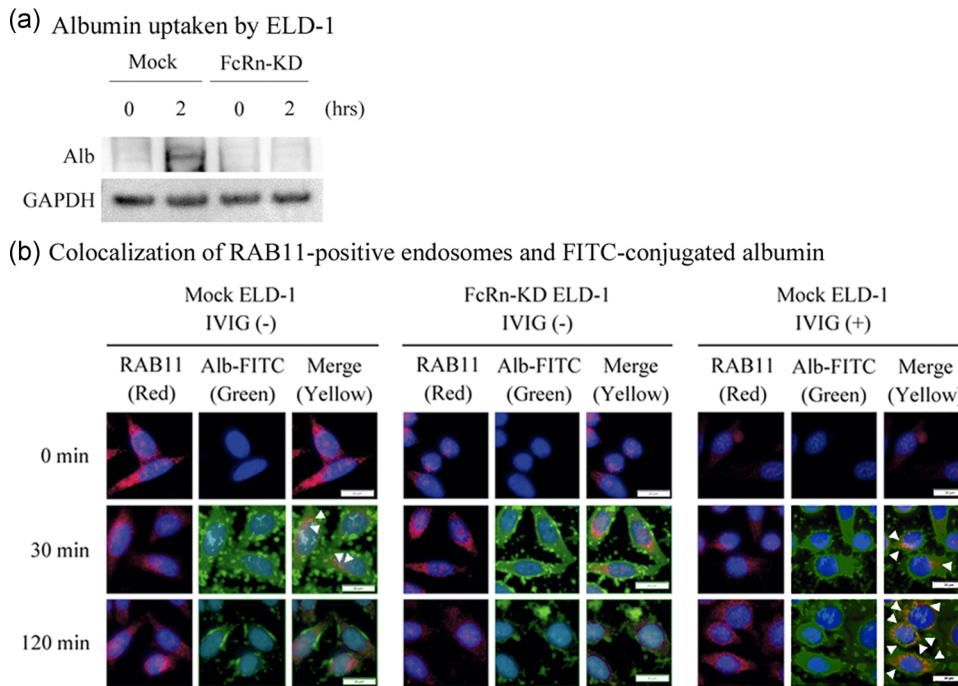 (a) Albumin uptaken by ELD-1
Mock FcRn-KD
0 2 0 2 (hrs)
Alb
GAPDH
(b) Colocalization of RAB11-positive endosomes and FITC-conjugated albumin
Mock ELD-1 FcRn-KD ELD-1 Mock ELD-1
IVIG (-) IVIG (-) IVIG (+)
RAB11 Alb-FITC Merge RAB11 Alb-FITC Merge RAB11 Alb-FITC Merge
(Red) (Green) (Yellow) (Red) (Green) (Yellow) (Red) (Green) (Yellow)
0 min
30 min
120 min